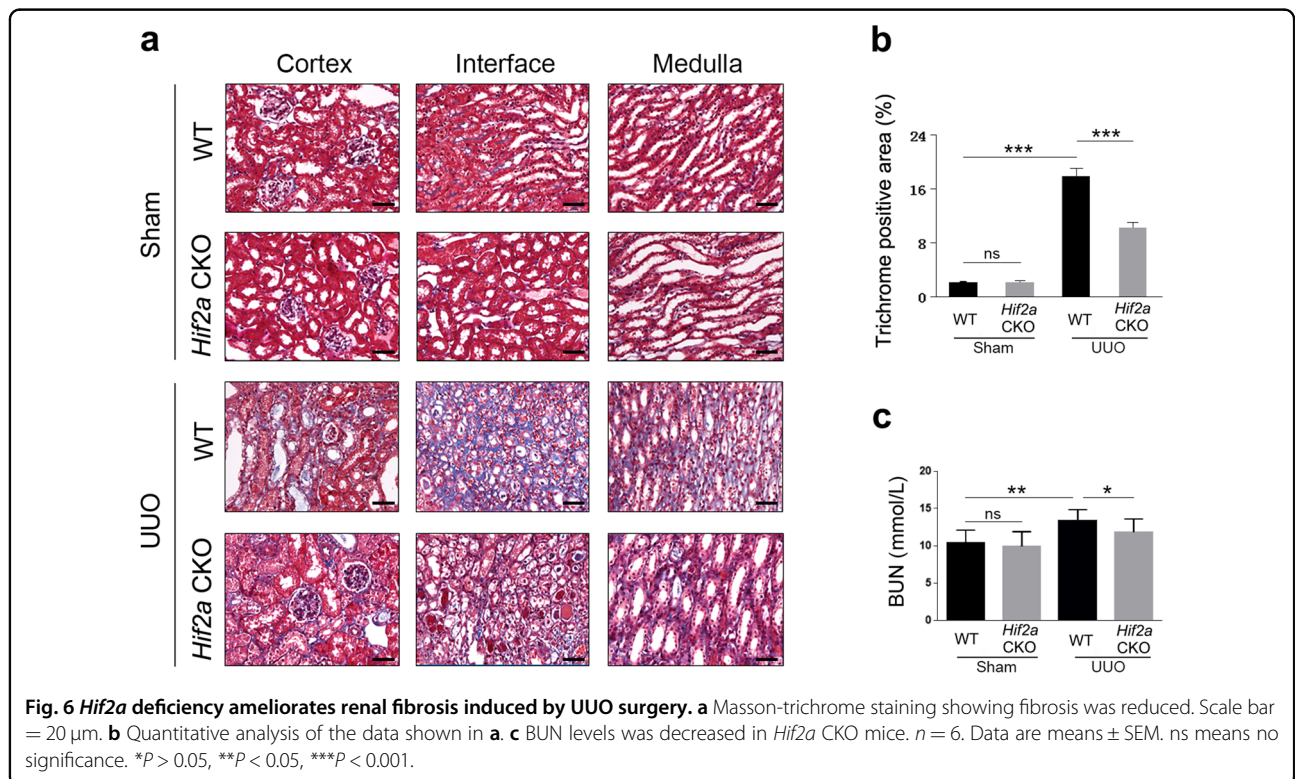 a
Cortex Interface Medulla
Sham
WT
Hif2a CKO
UUO
WT
Hif2a CKO
b
Trichrome positive area (%)
24
16
8
0
***
***
ns
WT
Hif2a
CKO
WT
Hif2a
CKO
Sham
UUO
c
BUN (mmol/L)
20
15
10
5
0
**
*
ns
WT
Hif2a
CKO
WT
Hif2a
CKO
Sham
UUO
Fig. 6 Hif2a deficiency ameliorates renal fibrosis induced by UUO surgery. a Masson-trichrome staining showing fibrosis was reduced. Scale bar
= 20 μm. b Quantitative analysis of the data shown in a. c BUN levels was decreased in Hif2a CKO mice. n = 6. Data are means ± SEM. ns means no
significance. *P > 0.05, **P < 0.05, ***P < 0.001.